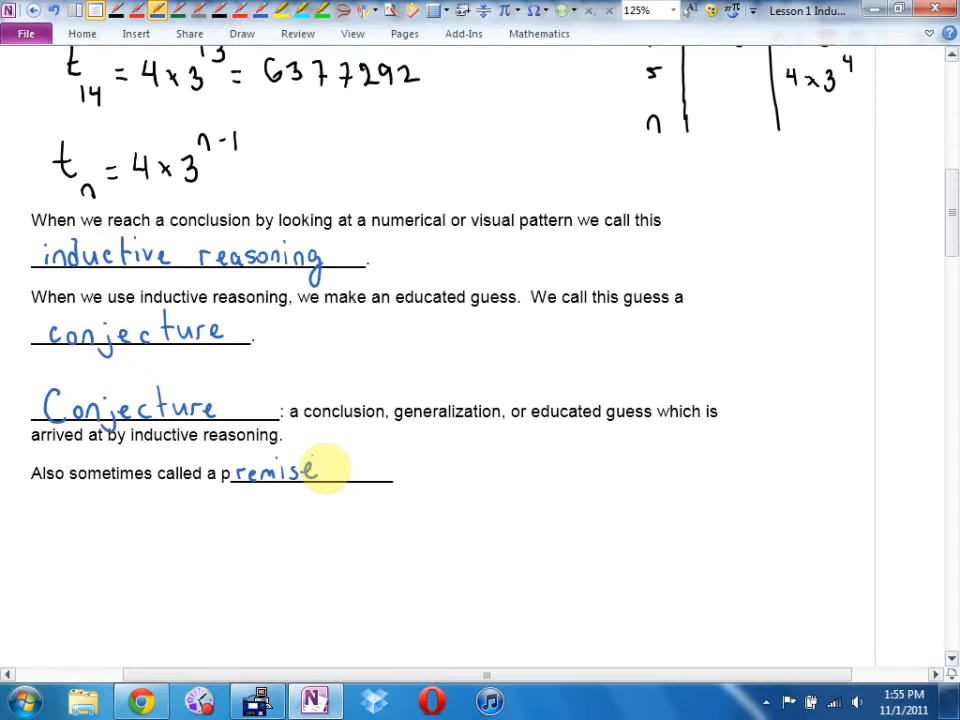 125%
Lesson 1 Indu...
File Home Insert Share Draw Review View Pages Add-Ins Mathematics
t14 = 4 × 3^13 = 6377292
5 4 × 3^4
n
tn = 4 × 3^n-1
When we reach a conclusion by looking at a numerical or visual pattern we call this
inductive reasoning.
When we use inductive reasoning, we make an educated guess. We call this guess a
conjecture.
Conjecture: a conclusion, generalization, or educated guess which is
arrived at by inductive reasoning.
Also sometimes called a premise
1:55 PM
11/1/2011